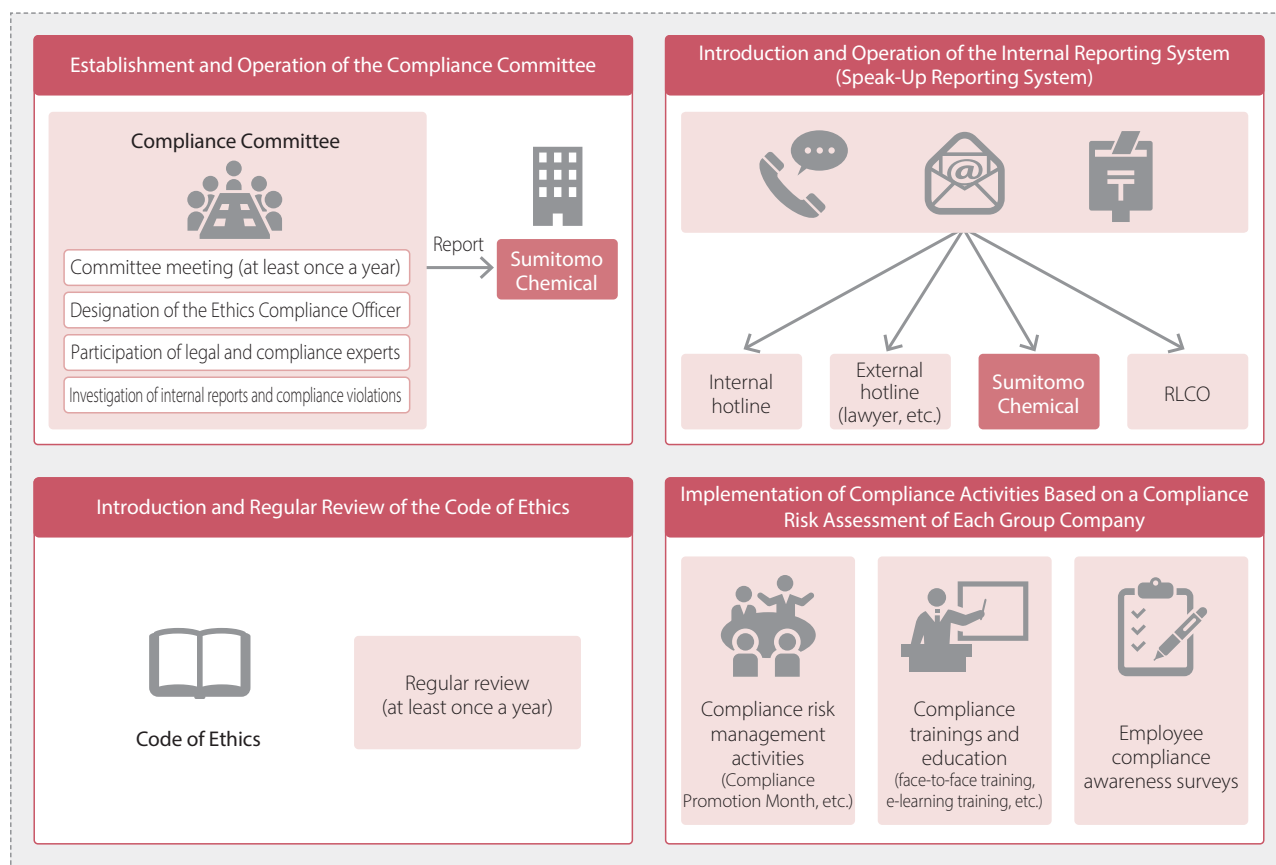 Establishment and Operation of the Compliance Committee
Compliance Committee
Committee meeting (at least once a year)
Designation of the Ethics Compliance Officer
Participation of legal and compliance experts
Investigation of internal reports and compliance violations
Report
Sumitomo
Chemical
Introduction and Operation of the Internal Reporting System
(Speak-Up Reporting System)
@
〒
Internal
hotline
External
hotline
(lawyer, etc.)
Sumitomo
Chemical
RLCO
Introduction and Regular Review of the Code of Ethics
Code of Ethics
Regular review
(at least once a year)
Implementation of Compliance Activities Based on a Compliance
Risk Assessment of Each Group Company
Compliance risk
management
activities
(Compliance
Promotion Month, etc.)
Compliance
trainings and
education
(face-to-face training,
e-learning training, etc.)
Employee
compliance
awareness surveys